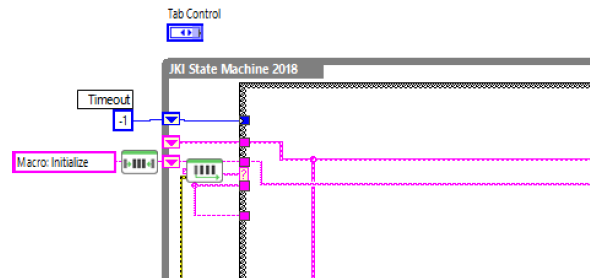 Tab Control
JKI State Machine 2018
Timeout
-1
Macro: Initialize
?